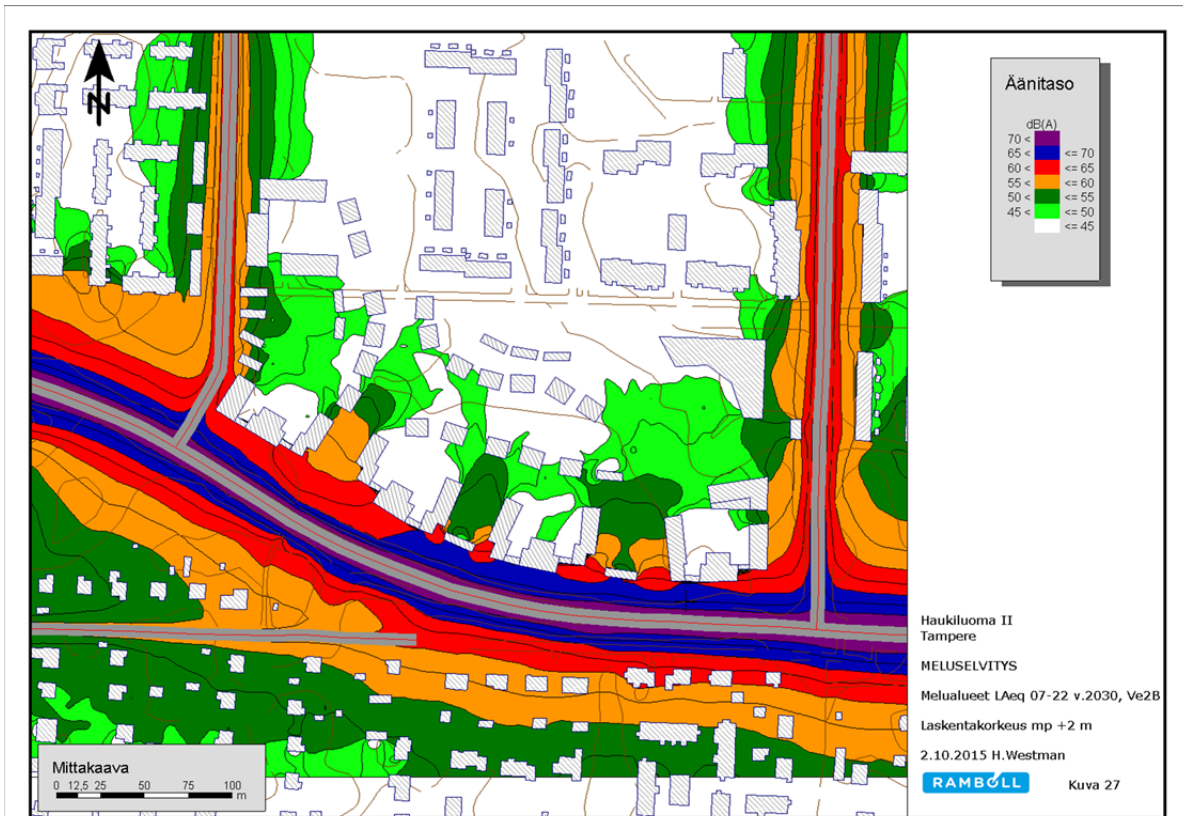 N
Äänitaso
dB(A)
70 <
65 < <= 70
60 < <= 65
55 < <= 60
50 < <= 55
45 < <= 50
<= 45
Haukiluoma II
Tampere
MELUSELVITYS
Melualueet LAeq 07-22 v.2030, Ve2B
Laskentakorkeus mp +2 m
2.10.2015 H.Westman
RAMBOLL Kuva 27
Mittakaava
0 12,5 25 50 75 100
m